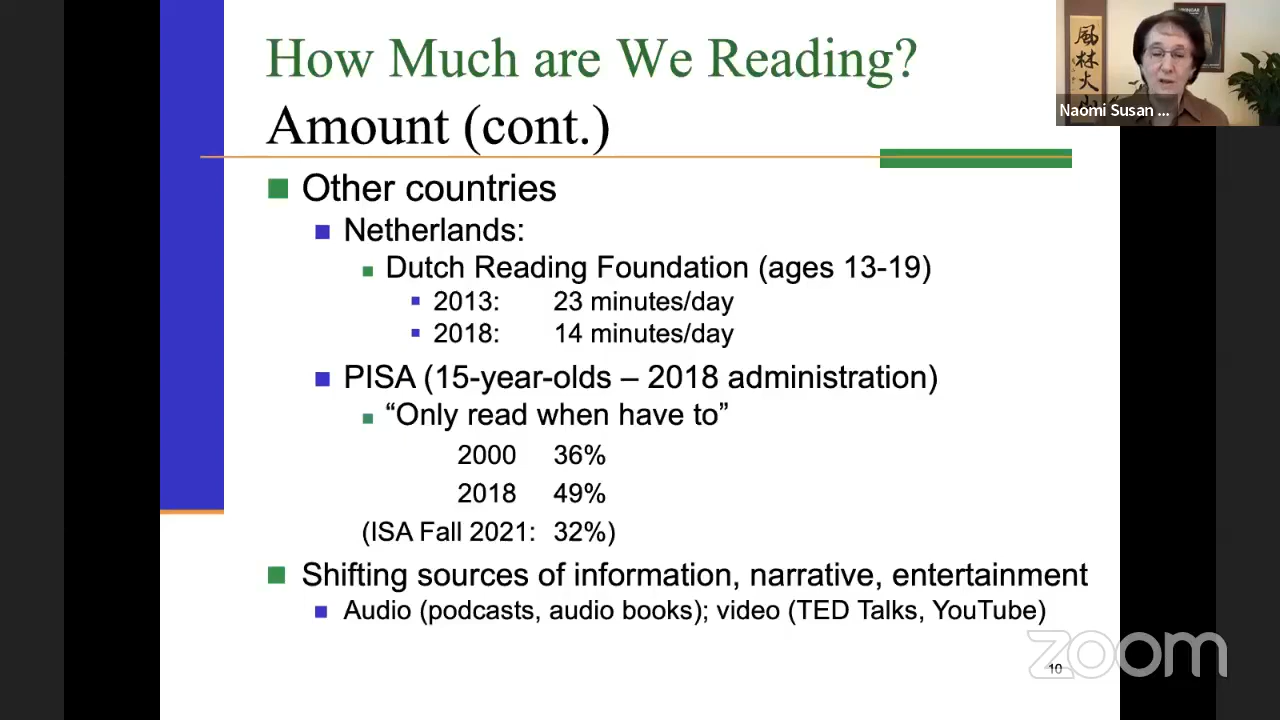 How Much are We Reading?
Amount (cont.)
Other countries
Netherlands:
Dutch Reading Foundation (ages 13-19)
2013: 23 minutes/day
2018: 14 minutes/day
PISA (15-year-olds – 2018 administration)
“Only read when have to”
2000 36%
2018 49%
(ISA Fall 2021: 32%)
Shifting sources of information, narrative, entertainment
Audio (podcasts, audio books); video (TED Talks, YouTube)
10
zoom
風林火
Naomi Susan ...